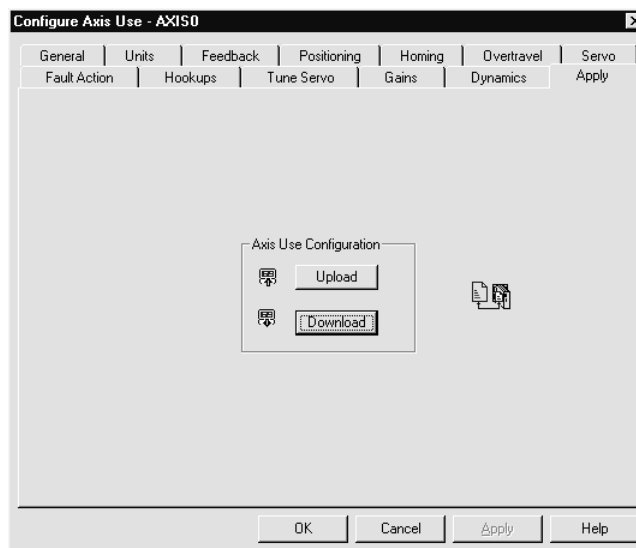 Configure Axis Use - AXIS0
General Units Feedback Positioning Homing Overtravel Servo
Fault Action Hookups Tune Servo Gains Dynamics Apply
Axis Use Configuration
Upload
Download
OK Cancel Apply Help